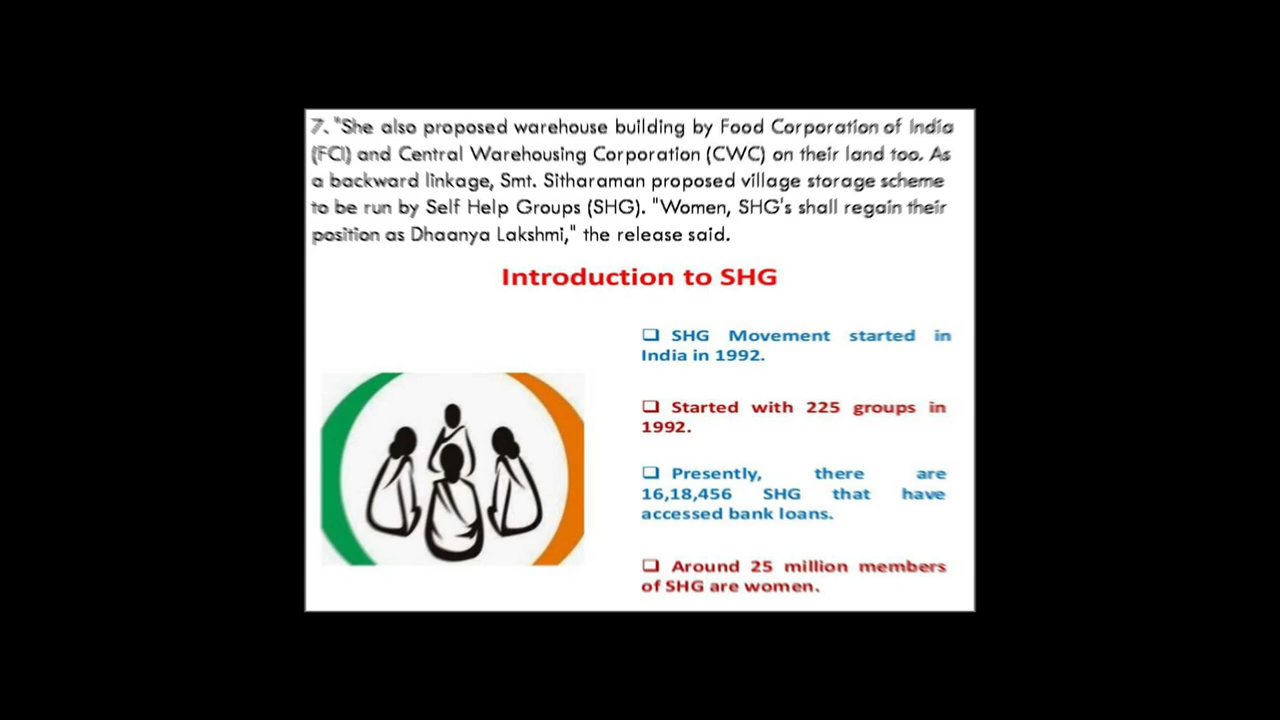 7. "She also proposed warehouse building by Food Corporation of India
(FCI) and Central Warehousing Corporation (CWC) on their land too. As
a backward linkage, Smt. Sitharaman proposed village storage scheme
to be run by Self Help Groups (SHG). "Women, SHG's shall regain their
position as Dhaanya Lakshmi," the release said.
Introduction to SHG
❑ SHG Movement started in
India in 1992.
❑ Started with 225 groups in
1992.
❑ Presently, there are
16,18,456 SHG that have
accessed bank loans.
❑ Around 25 million members
of SHG are women.